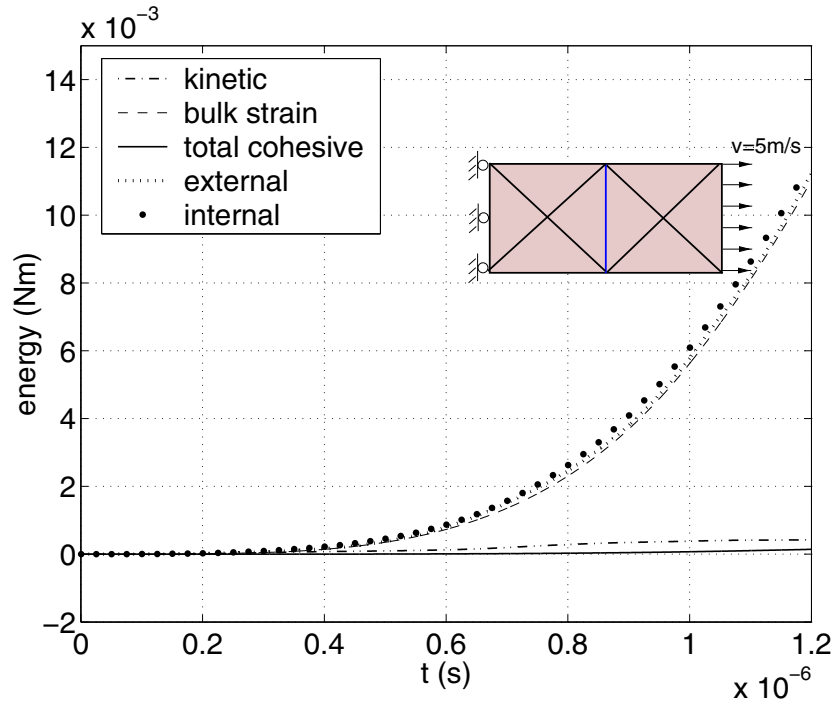 x 10⁻³
14
12
10
8
6
4
2
0
−2
energy (Nm)
kinetic
bulk strain
total cohesive
external
internal
v=5m/s
0
0.2
0.4
0.6
0.8
1
1.2
t (s)
x 10⁻⁶